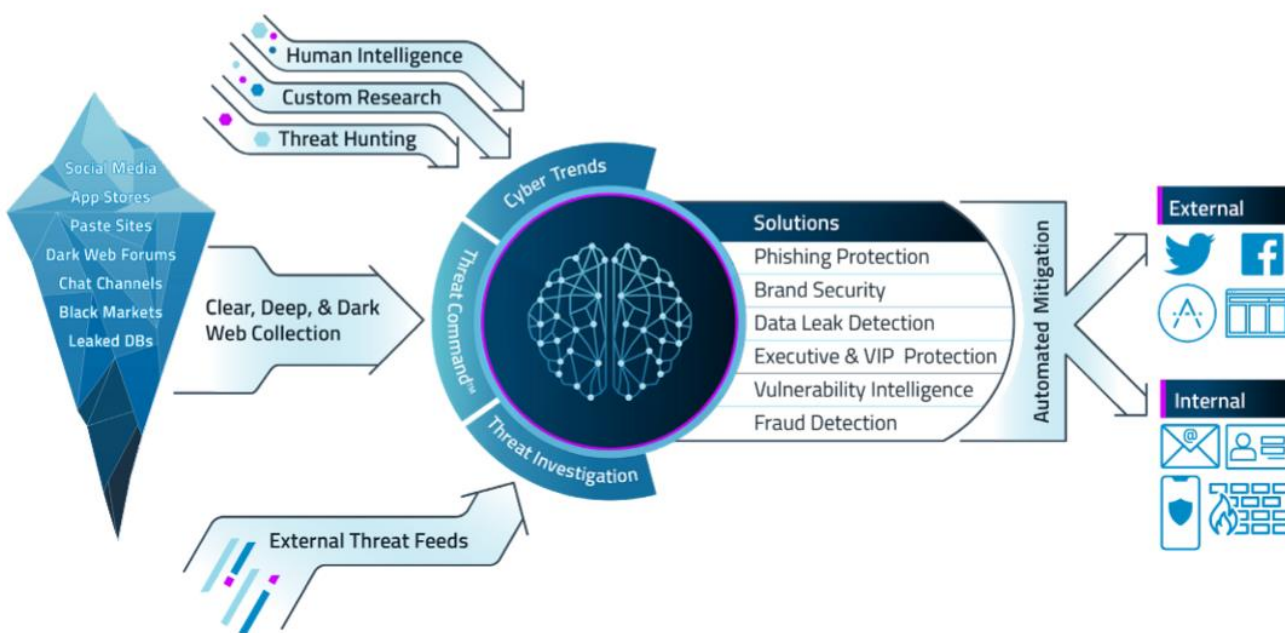 Human Intelligence
Custom Research
Threat Hunting
Social Media
App Stores
Paste Sites
Dark Web Forums
Chat Channels
Black Markets
Leaked DBs
Clear, Deep, & Dark
Web Collection
External Threat Feeds
Cyber Trends
Threat Command™
Threat Investigation
Solutions
Phishing Protection
Brand Security
Data Leak Detection
Executive & VIP Protection
Vulnerability Intelligence
Fraud Detection
Automated Mitigation
External
Internal
@